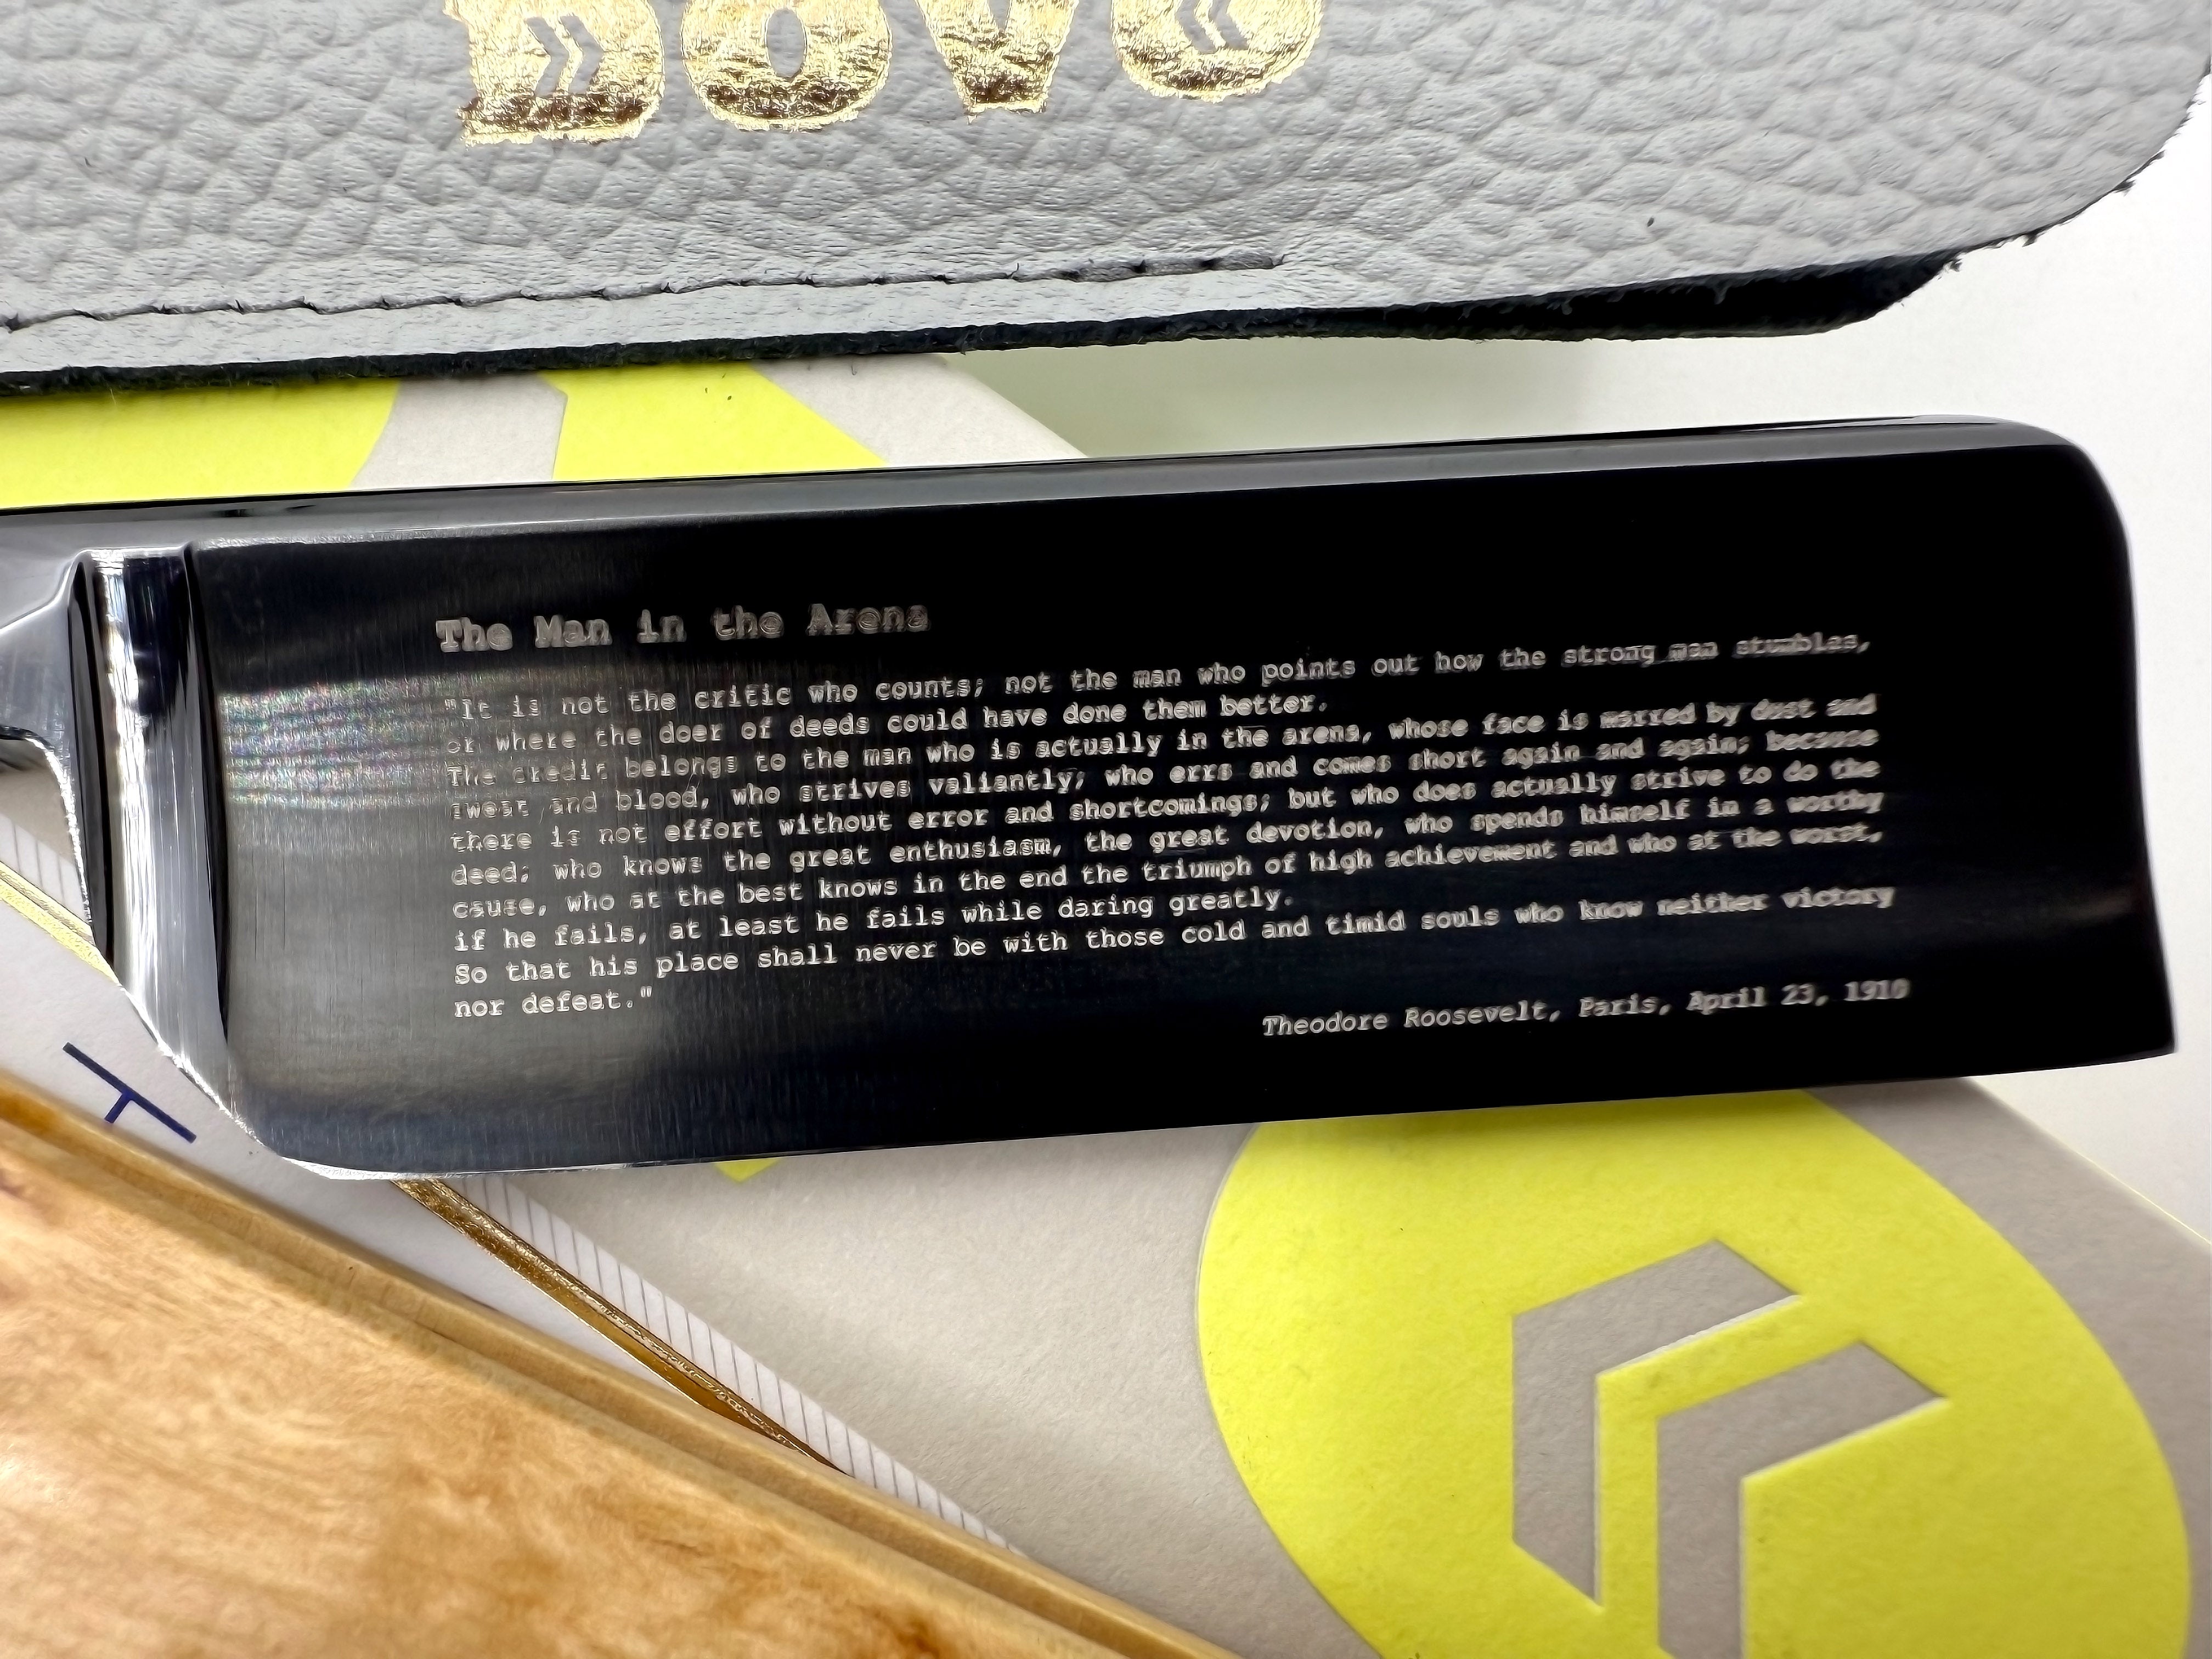 Bovo
The Man in the Arena
"It is not the critic who counts; not the man who points out how the strong man stumbles,
or where the doer of deeds could have done them better.
The credit belongs to the man who is actually in the arena, whose face is marred by dust and
sweat and blood, who strives valiantly; who errs and comes short again and again; because
there is not effort without error and shortcomings; but who does actually strive to do the
deed; who knows the great enthusiasm, the great devotion, who spends himself in a worthy
cause, who at the best knows in the end the triumph of high achievement and who at the worst,
if he fails, at least he fails while daring greatly.
So that his place shall never be with those cold and timid souls who know neither victory
nor defeat."
Theodore Roosevelt, Paris, April 23, 1910